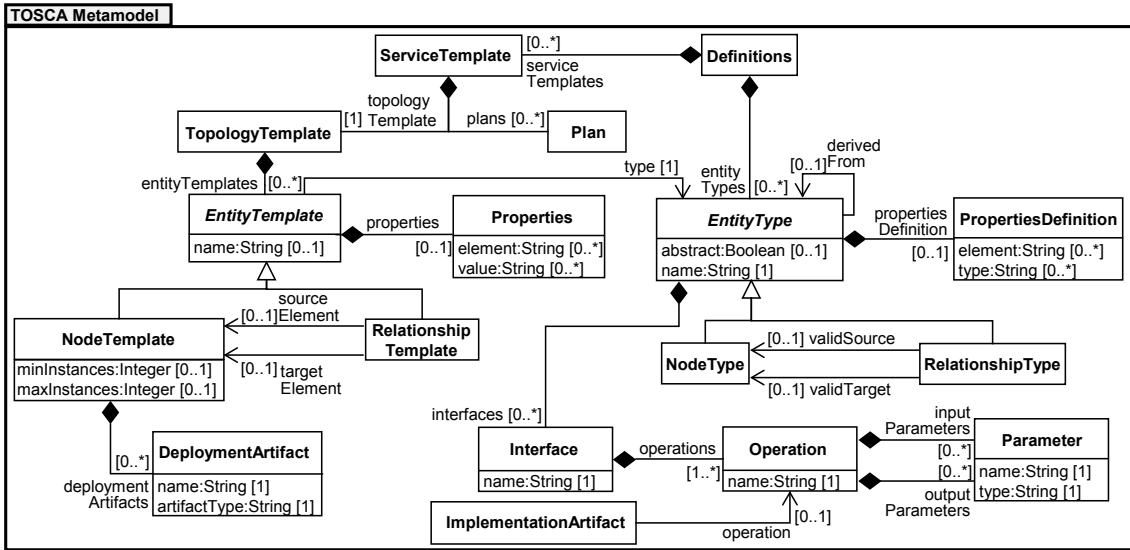 TOSCA Metamodel
ServiceTemplate
[0..*]
service
Templates
Definitions
topology
Template
[1]
plans [0..*]
TopologyTemplate
Plan
entityTemplates
[0..*]
type [1]
entity
Types
[0..*]
[0..1]
derived
From
EntityTemplate
name:String [0..1]
properties
[0..1]
Properties
element:String [0..*]
value:String [0..*]
EntityType
abstract:Boolean [0..1]
name:String [1]
properties
Definition
[0..1]
PropertiesDefinition
element:String [0..*]
type:String [0..*]
NodeTemplate
minInstances:Integer [0..1]
maxInstances:Integer [0..1]
source
[0..1]Element
[0..1]
target
Element
Relationship
Template
NodeType
[0..1] validSource
[0..1] validTarget
RelationshipType
interfaces [0..*]
[0..*]
deployment
Artifacts
DeploymentArtifact
name:String [1]
artifactType:String [1]
Interface
name:String [1]
operations
[1..*]
Operation
name:String [1]
input
Parameters
[0..*]
[0..*]
output
Parameters
Parameter
name:String [1]
type:String [1]
ImplementationArtifact
operation
[0..1]